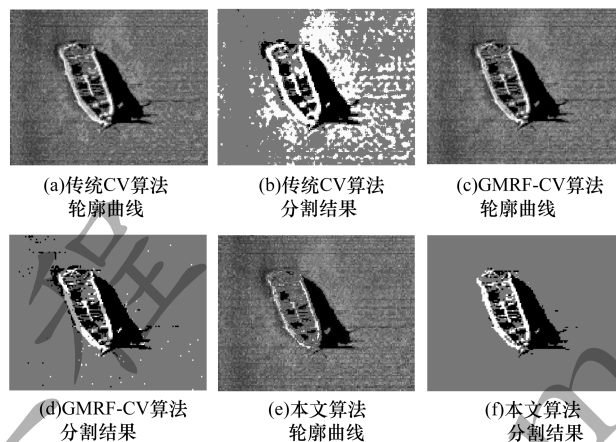 (a)传统CV算法
轮廓曲线
(b)传统CV算法
分割结果
(c)GMRF-CV算法
轮廓曲线
(d)GMRF-CV算法
分割结果
(e)本文算法
轮廓曲线
(f)本文算法
分割结果